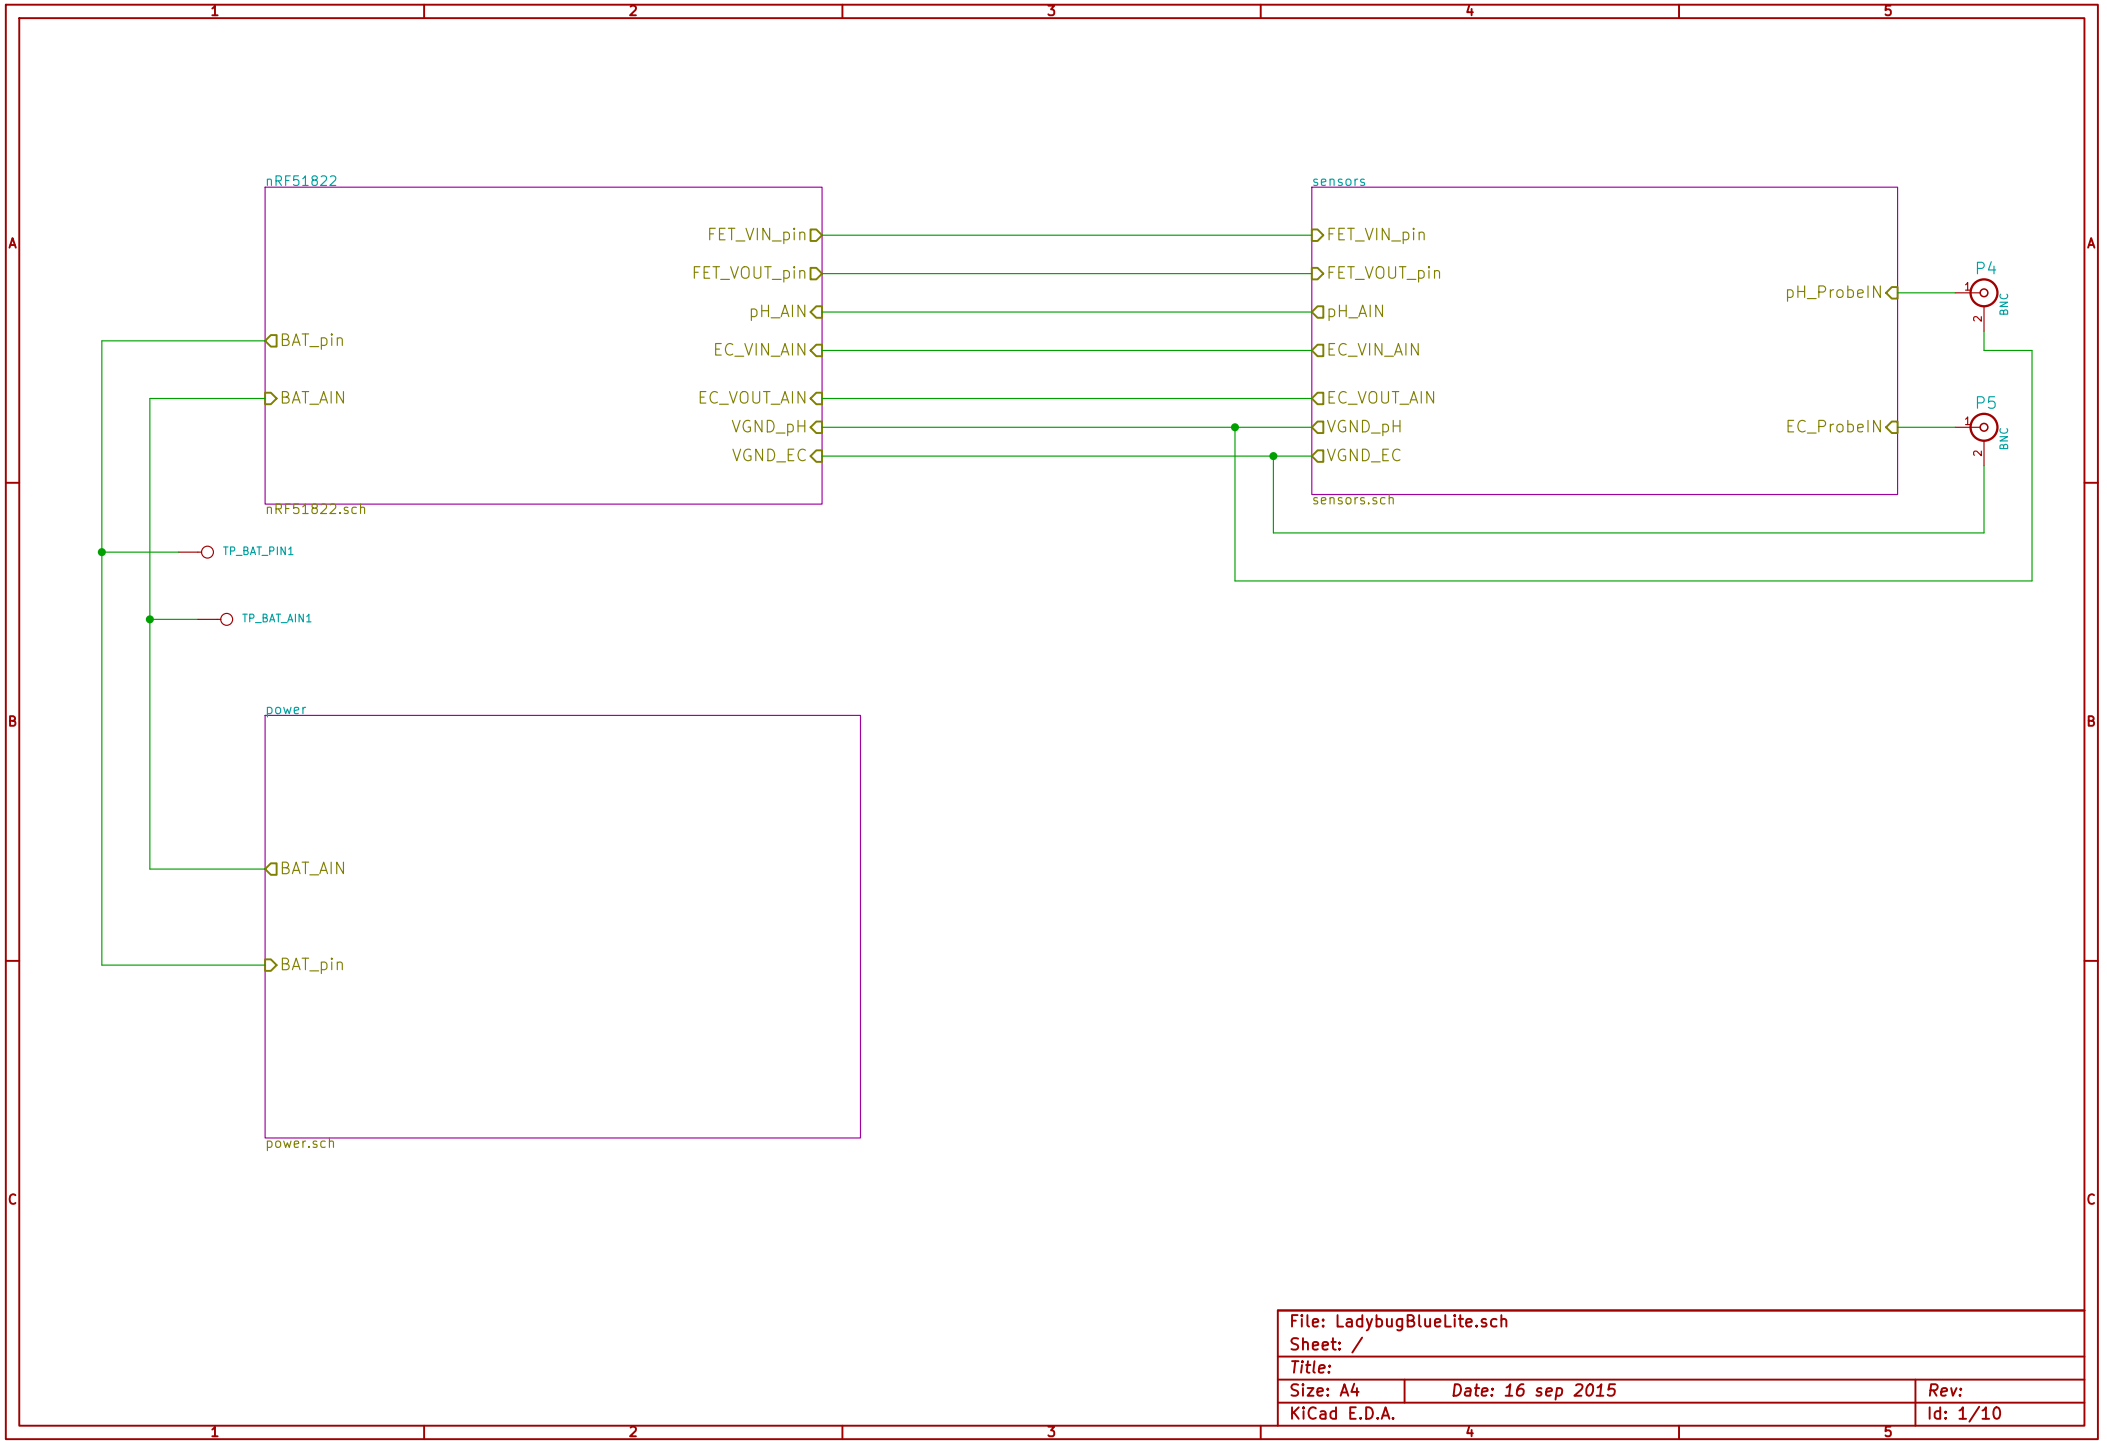 1 2 3 4 5
A A
B B
C C
nRF51822
FET_VIN_pin
FET_VOUT_pin
pH_AIN
BAT_pin
EC_VIN_AIN
BAT_AIN
EC_VOUT_AIN
VGND_pH
VGND_EC
nRF51822.sch
sensors
FET_VIN_pin
FET_VOUT_pin
pH_AIN
EC_VIN_AIN
EC_VOUT_AIN
VGND_pH
VGND_EC
pH_ProbeIN
EC_ProbeIN
sensors.sch
P4
1
2
BNC
P5
1
2
BNC
TP_BAT_PIN1
TP_BAT_AIN1
power
BAT_AIN
BAT_pin
power.sch
File: LadybugBlueLite.sch
Sheet: /
Title:
Size: A4 Date: 16 sep 2015 Rev:
KiCad E.D.A. Id: 1/10
1 2 3 4 5